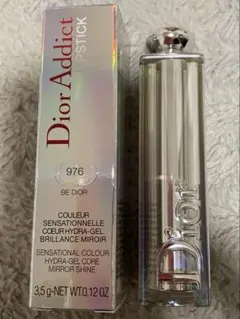 Dior Addict
STICK
976
BE DIOR
COULEUR
SENSATIONNELLE
CŒUR HYDRA-GEL
BRILLANCE MIROIR
SENSATIONAL COLOUR
HYDRA-GEL CORE
MIRROR SHINE
3,5 g-NET WT.0.12 OZ
Dior